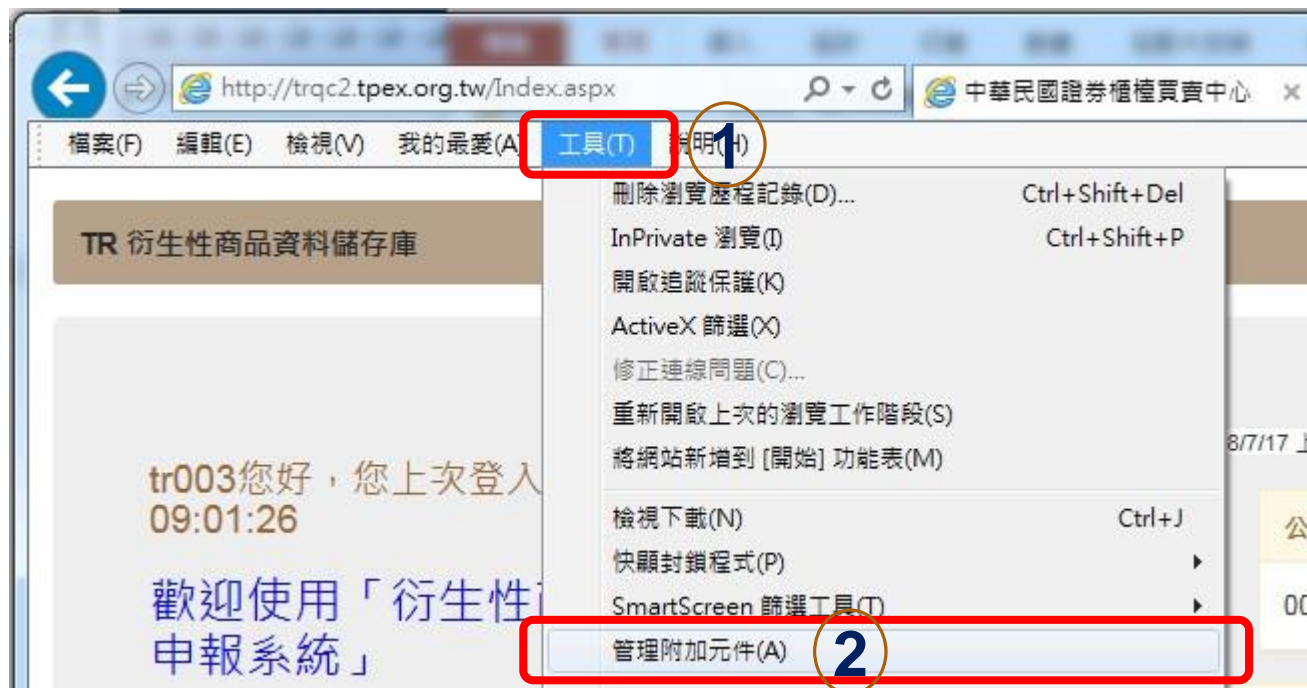 http://trqc2.tpex.org.tw/Index.aspx
中華民國證券櫃檯買賣中心
檔案(F) 編輯(E) 檢視(V) 我的最愛(A) 工具(T) 說明(H)
1
刪除瀏覽歷程記錄(D)... Ctrl+Shift+Del
TR 衍生性商品資料儲存庫
InPrivate 瀏覽(I) Ctrl+Shift+P
開啟追蹤保護(K)
ActiveX 篩選(X)
修正連線問題(C)...
重新開啟上次的瀏覽工作階段(S)
將網站新增到 [開始] 功能表(M)
8/7/17 上
tr003您好，您上次登入
09:01:26
檢視下載(N) Ctrl+J
公
快顯封鎖程式(P)
歡迎使用「衍生性
SmartScreen 篩選工具(T)
00
申報系統」
管理附加元件(A)
2